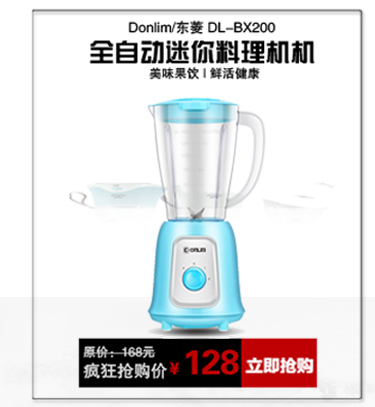 Donlim/东菱 DL-BX200
全自动迷你料理机机
美味果饮 | 鲜活健康
DONLIM
原价：168元
疯狂抢购价¥ 128 立即抢购